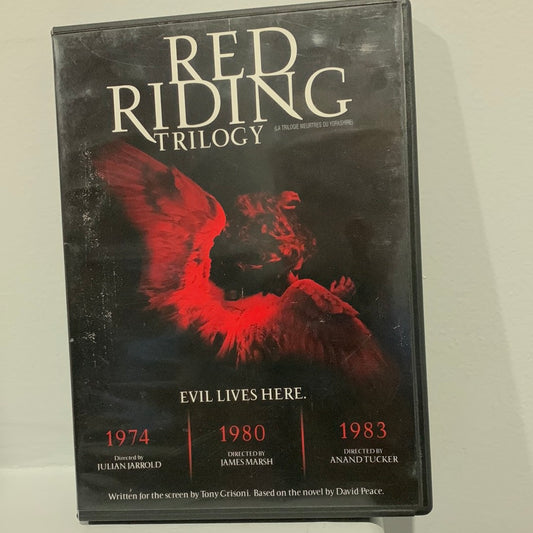 RED
RIDING
TRILOGY
(LA TRILOGIE MEURTRES DU YORKSHIRE)
EVIL LIVES HERE.
1974
Directed by
JULIAN JARROLD
1980
DIRECTED BY
JAMES MARSH
1983
DIRECTED BY
ANAND TUCKER
Written for the screen by Tony Grisoni. Based on the novel by David Peace.